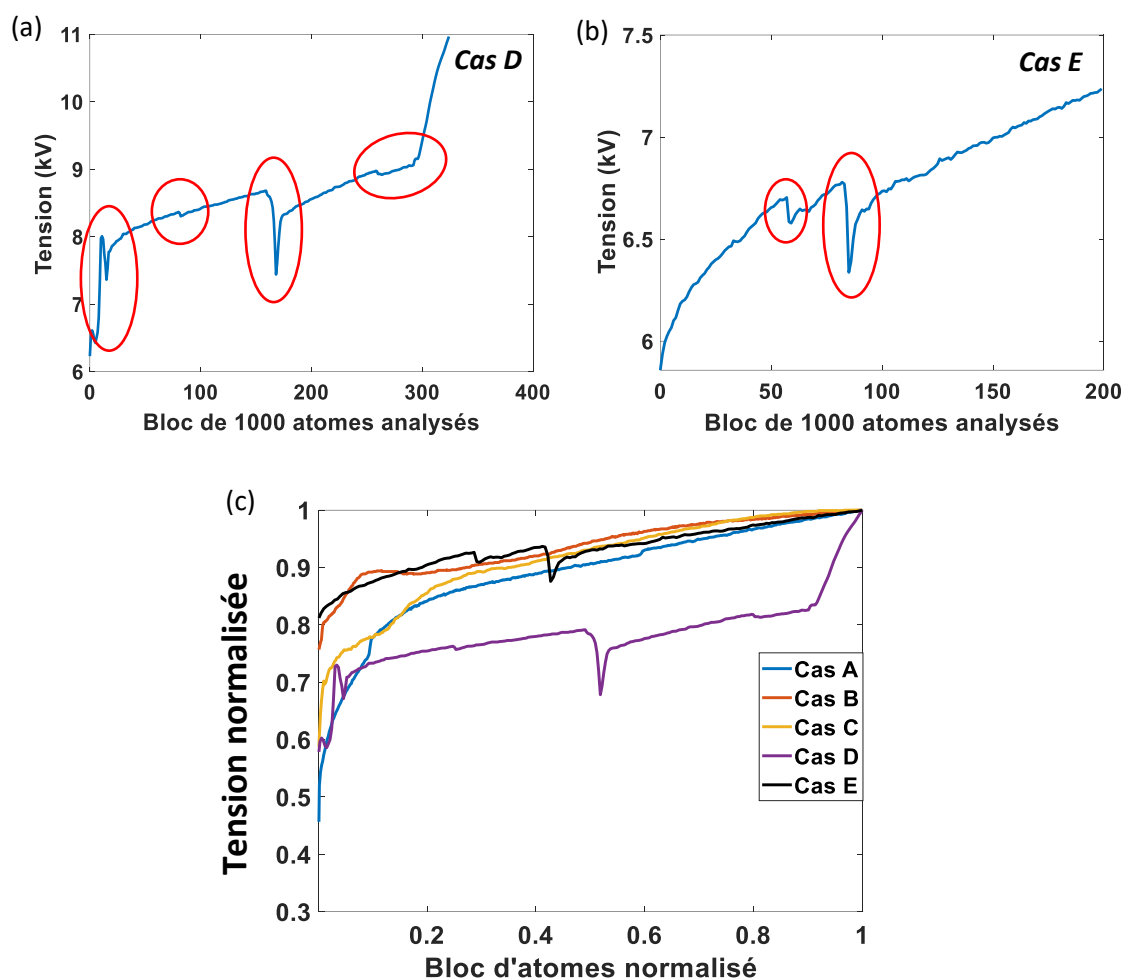 (a)
11
10
9
8
7
6
Tension (kV)
Cas D
0 100 200 300 400
Bloc de 1000 atomes analysés
(b)
7.5
7
6.5
6
Tension (kV)
Cas E
0 50 100 150 200
Bloc de 1000 atomes analysés
(c)
1
0.9
0.8
0.7
0.6
0.5
0.4
0.3
Tension normalisée
Cas A
Cas B
Cas C
Cas D
Cas E
0.2 0.4 0.6 0.8 1
Bloc d'atomes normalisé